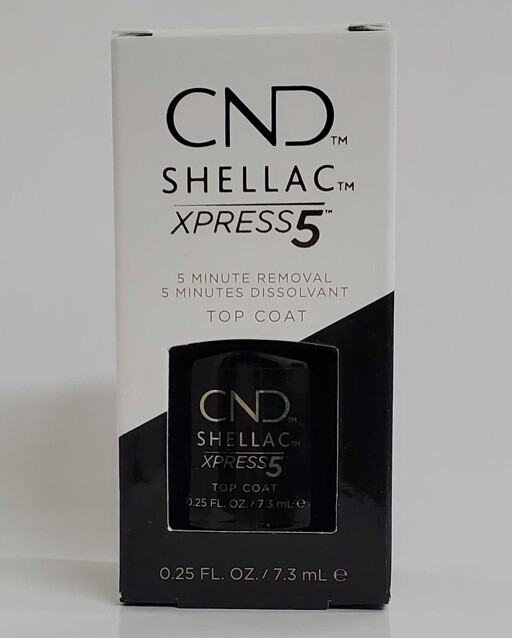 CND™
SHELLAC™
XPRESS5™
5 MINUTE REMOVAL
5 MINUTES DISSOLVANT
TOP COAT
CND™
SHELLAC™
XPRESS5
TOP COAT
0.25 FL. OZ. / 7.3 mL ℮
0.25 FL. OZ. / 7.3 mL ℮